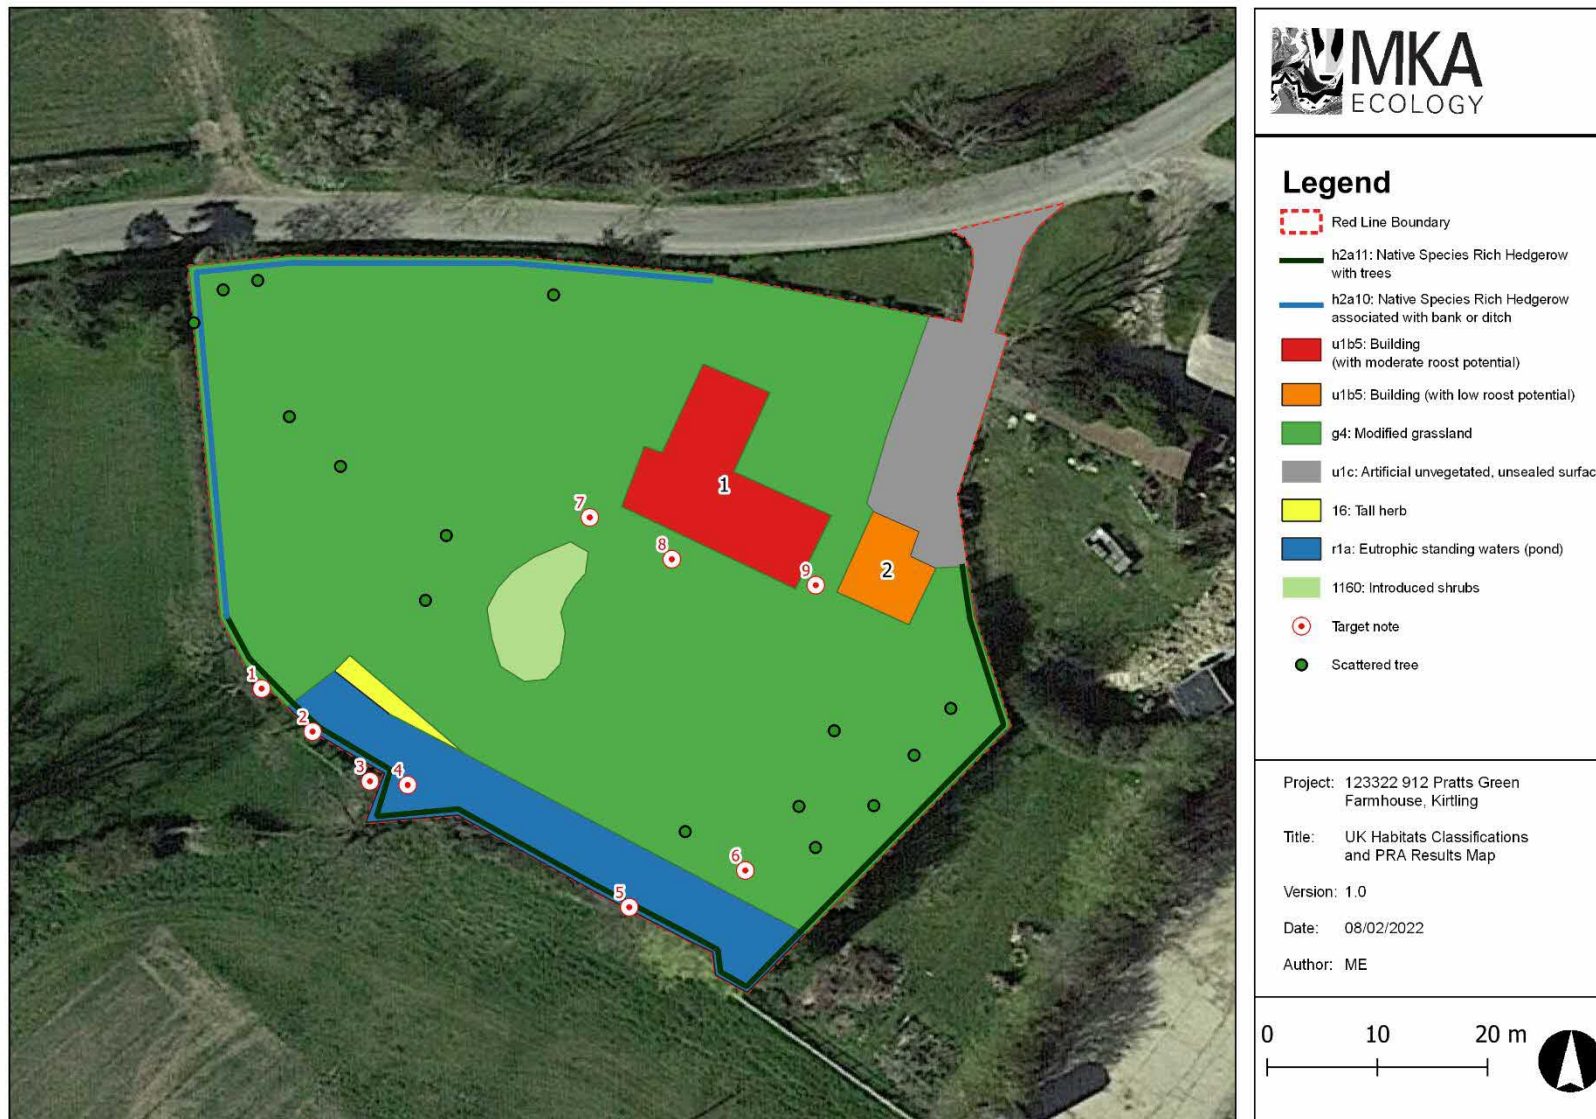 MKA
ECOLOGY
Legend
Red Line Boundary
h2a11: Native Species Rich Hedgerow
with trees
h2a10: Native Species Rich Hedgerow
associated with bank or ditch
u1b5: Building
(with moderate roost potential)
u1b5: Building (with low roost potential)
g4: Modified grassland
u1c: Artificial unvegetated, unsealed surfac
16: Tall herb
r1a: Eutrophic standing waters (pond)
1160: Introduced shrubs
Target note
Scattered tree
Project: 123322 912 Pratts Green
Farmhouse, Kirtling
Title: UK Habitats Classifications
and PRA Results Map
Version: 1.0
Date: 08/02/2022
Author: ME
0 10 20 m
1
7
8
9
2
1
2
3
4
6
5